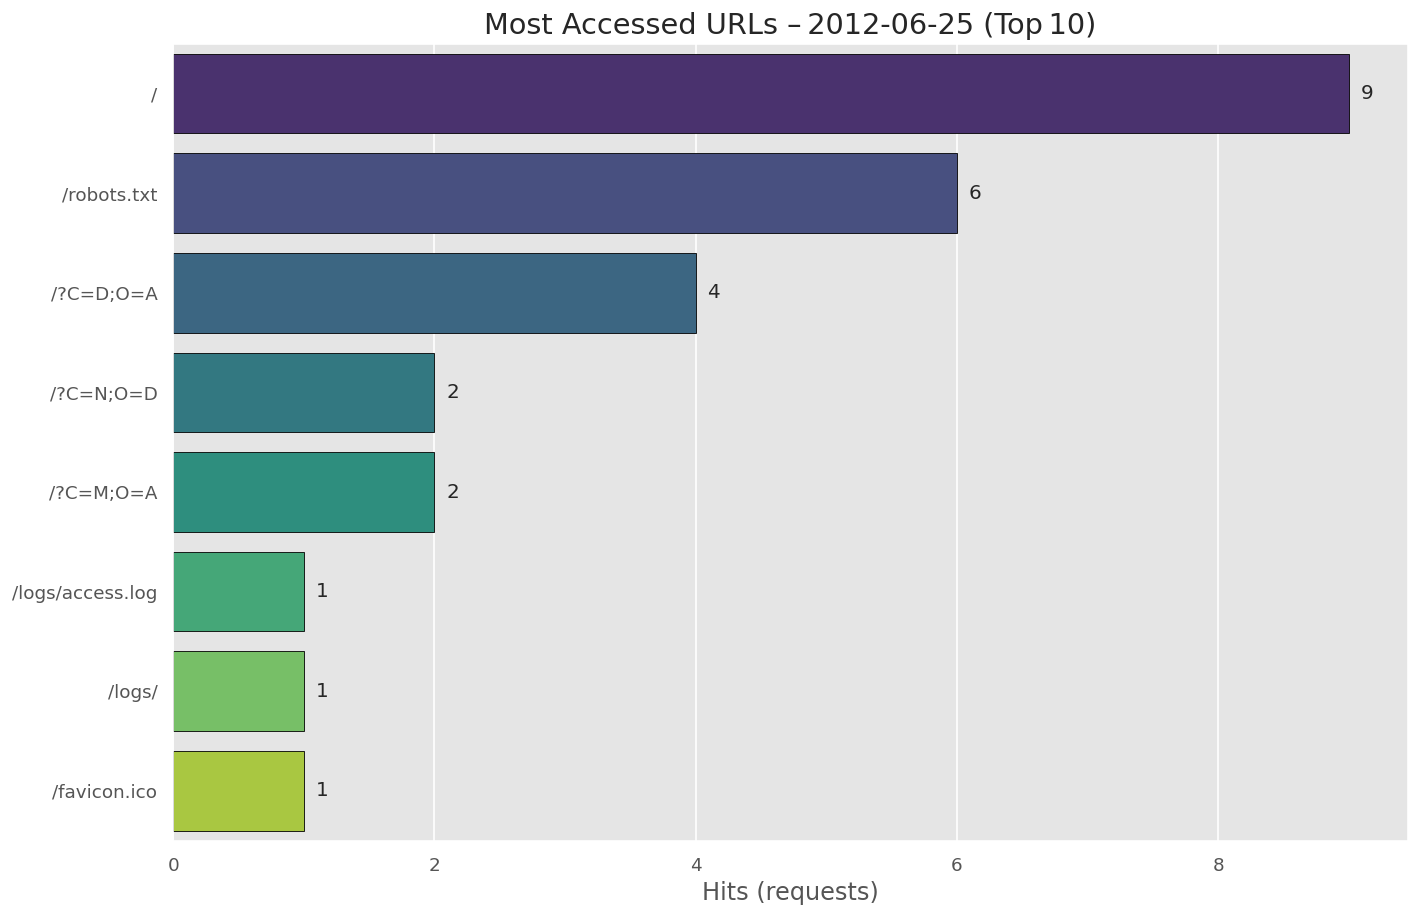 Most Accessed URLs – 2012-06-25 (Top 10)
/ 9
/robots.txt 6
/?C=D;O=A 4
/?C=N;O=D 2
/?C=M;O=A 2
/logs/access.log 1
/logs/ 1
/favicon.ico 1
0 2 4 6 8
Hits (requests)